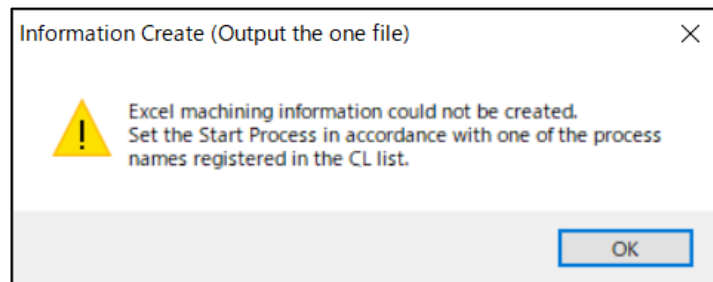 Information Create (Output the one file)
Excel machining information could not be created.
Set the Start Process in accordance with one of the process
names registered in the CL list.
OK